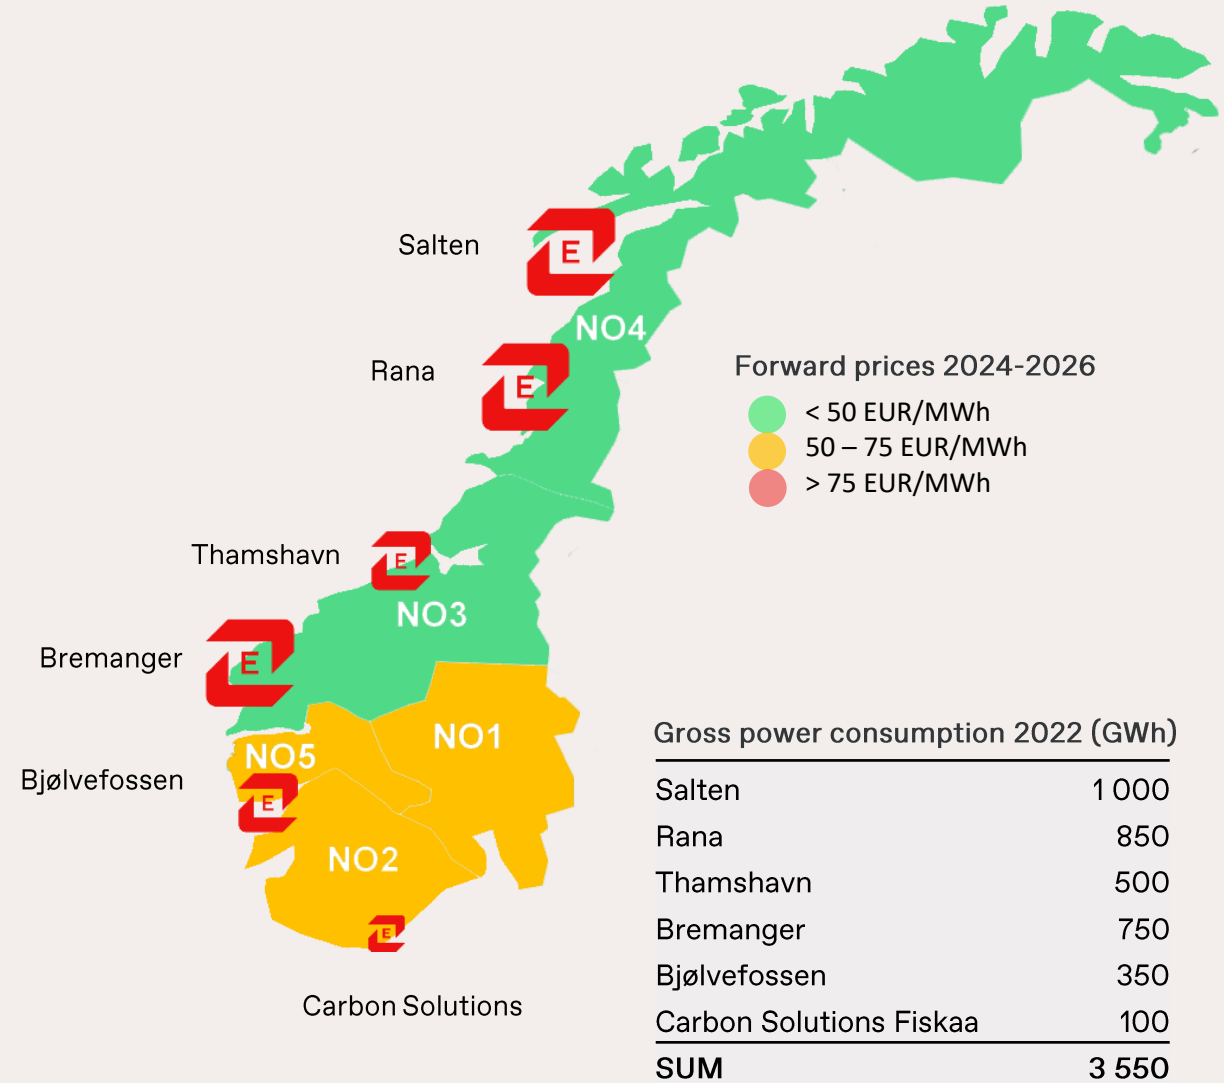 Salten
E
NO4
Rana
E
Forward prices 2024-2026
< 50 EUR/MWh
50 – 75 EUR/MWh
> 75 EUR/MWh
Thamshavn
E
NO3
Bremanger
E
NO1
NO5
Bjølvefossen
E
NO2
E
Carbon Solutions
Gross power consumption 2022 (GWh)
Salten 1 000
Rana 850
Thamshavn 500
Bremanger 750
Bjølvefossen 350
Carbon Solutions Fiskaa 100
SUM 3 550